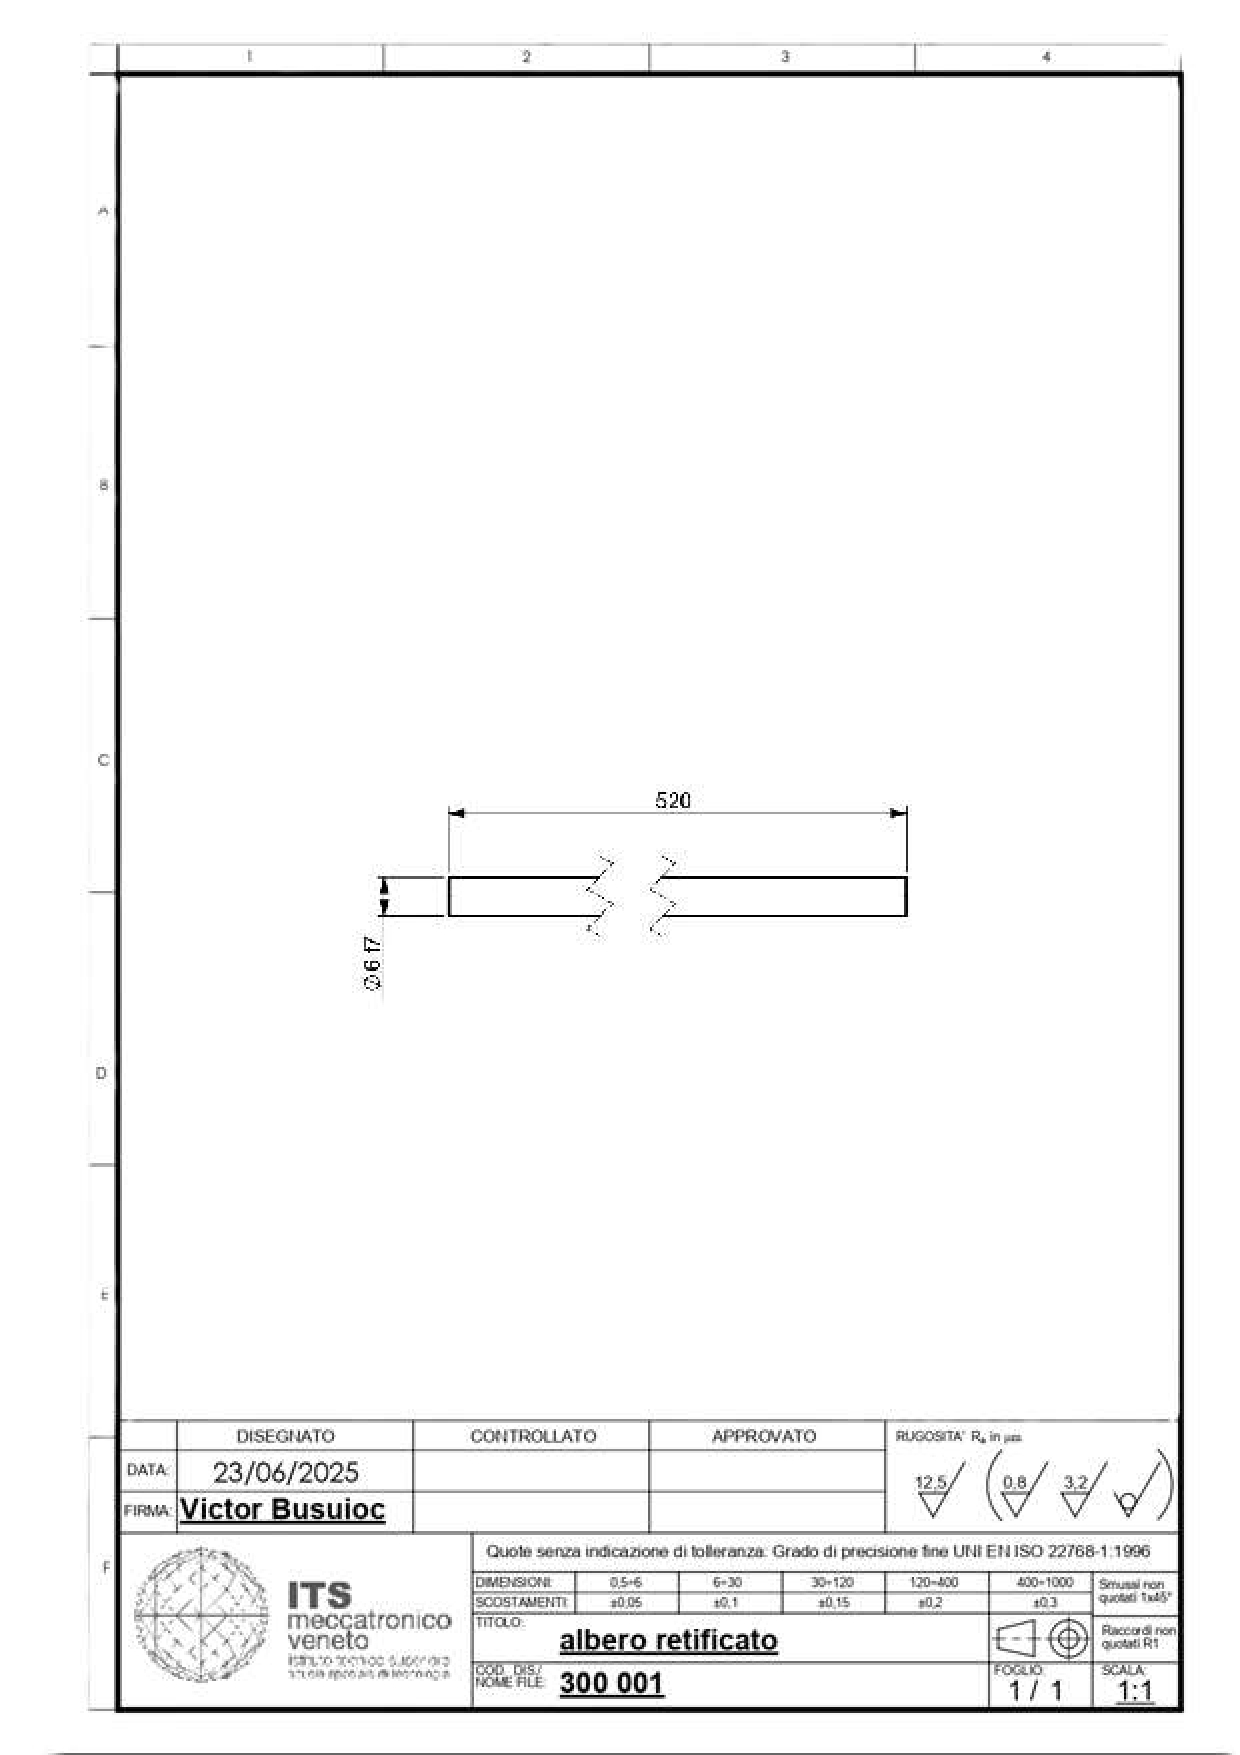 1 2 3 4
A
B
C
520
∅6 f7
D
E
DISEGNATO CONTROLLATO APPROVATO RUGOSITA' Ra in μm
DATA: 23/06/2025
12,5 ( 0,8 3,2 )
FIRMA: Victor Busuioc
F
Quote senza indicazione di tolleranza: Grado di precisione fine UNI EN ISO 22768-1:1996
DIMENSIONI: 0,5÷6 6÷30 30÷120 120÷400 400÷1000
SCOSTAMENTI: ±0,05 ±0,1 ±0,15 ±0,2 ±0,3
Smussi non
quotati 1x45°
ITS
meccatronico
veneto
istituto tecnico superiore
TITOLO:
albero retificato
Raccordi non
quotati R1
COD. DIS./
NOME FILE: 300 001
FOGLIO:
1 / 1
SCALA:
1:1